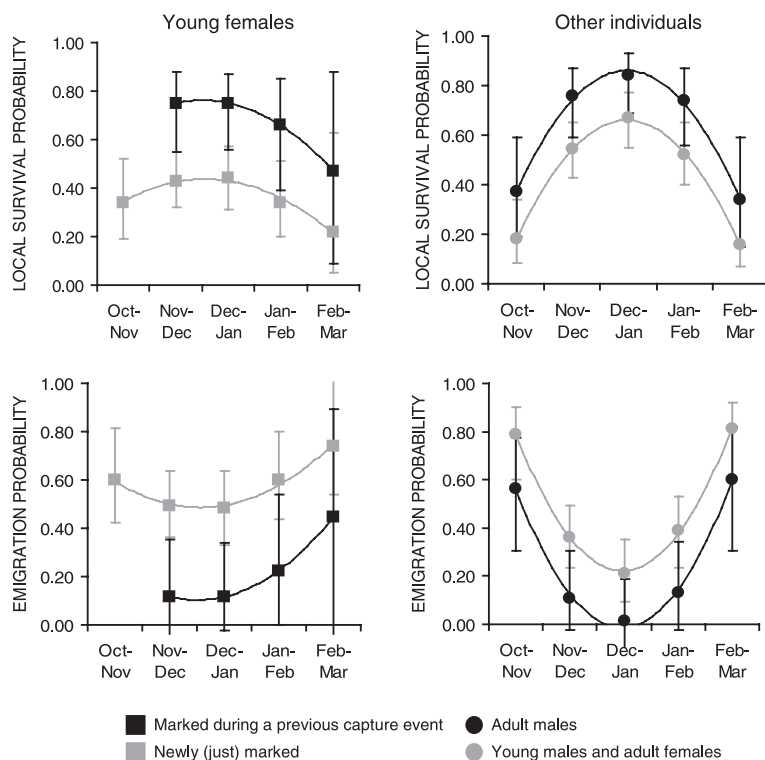 Young females
LOCAL SURVIVAL PROBABILITY
1.00
0.80
0.60
0.40
0.20
0.00
Oct-Nov
Nov-Dec
Dec-Jan
Jan-Feb
Feb-Mar
Other individuals
LOCAL SURVIVAL PROBABILITY
1.00
0.80
0.60
0.40
0.20
0.00
Oct-Nov
Nov-Dec
Dec-Jan
Jan-Feb
Feb-Mar
EMIGRATION PROBABILITY
1.00
0.80
0.60
0.40
0.20
0.00
Oct-Nov
Nov-Dec
Dec-Jan
Jan-Feb
Feb-Mar
EMIGRATION PROBABILITY
1.00
0.80
0.60
0.40
0.20
0.00
Oct-Nov
Nov-Dec
Dec-Jan
Jan-Feb
Feb-Mar
Marked during a previous capture event
Newly (just) marked
Adult males
Young males and adult females